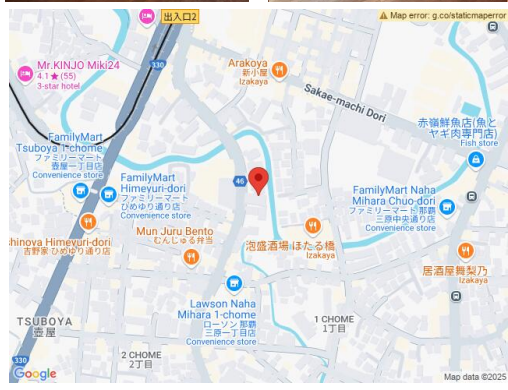 出入口2
Map error: g.co/staticmaperror
330
Mr.KINJO Miki24
4.1★(55)
3-star hotel
Arakoya
新小屋
Izakaya
Sakae-machi Dori
赤嶺鮮魚店(魚と
ヤギ肉専門店)
Fish store
FamilyMart
Tsuboya 1-chome
ファミリーマート
壺屋一丁目店
Convenience store
FamilyMart
Himeyuri-dori
ファミリーマート
ひめゆり通り店
Convenience store
46
FamilyMart Naha
Mihara Chuo-dori
ファミリーマート 那覇
三原中央通り店
Convenience store
shinoya Himeyuri-dori
吉野家 ひめゆり通り店
Mun Juru Bento
むんじゅる弁当
泡盛酒場 ほたる橋
Izakaya
居酒屋舞梨乃
Izakaya
Lawson Naha
Mihara 1-chome
ローソン 那覇
三原一丁目店
Convenience store
TSUBOYA
壺屋
1 CHOME
1丁目
2 CHOME
2丁目
330
Google
Map data ©2025